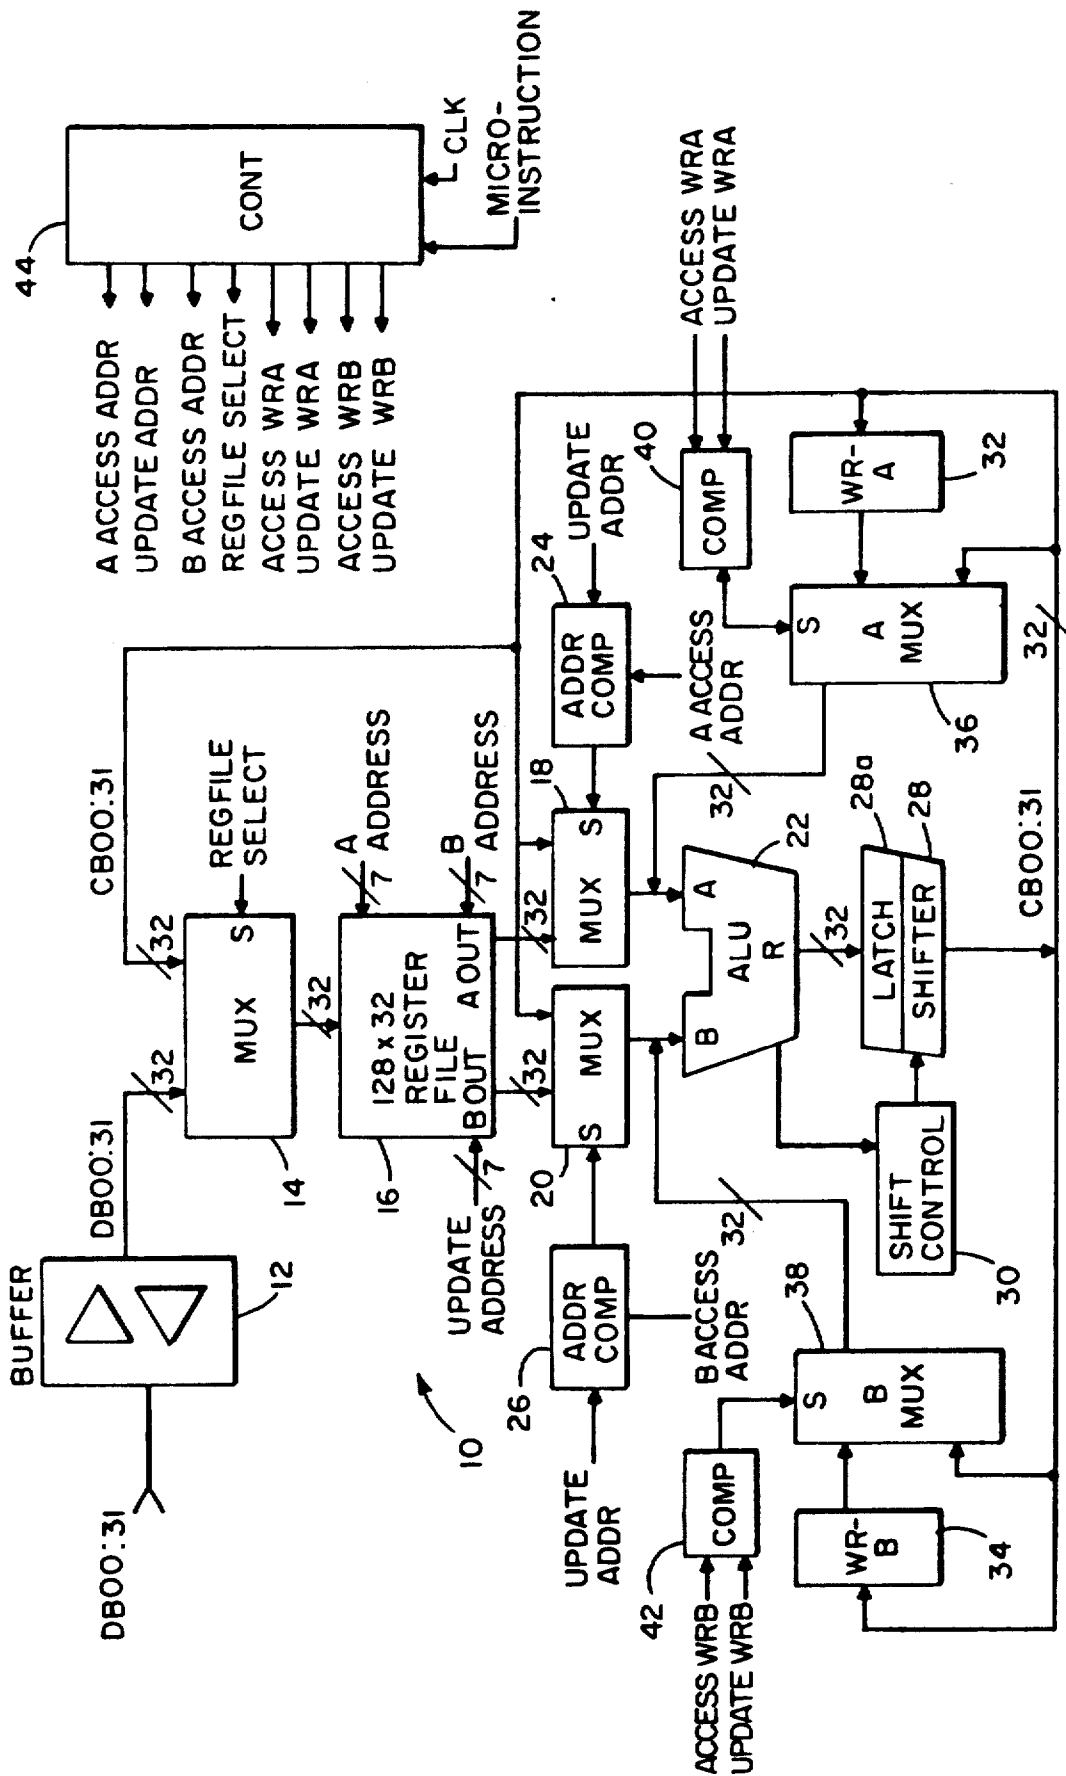 DB00:31
BUFFER
12
DB00:31
CB00:31
32
32
S
MUX
14
REGFILE
SELECT
32
128 x 32
REGISTER
FILE
BOUT AOUT
16
A
ADDRESS
7
B
ADDRESS
7
UPDATE
ADDRESS
7
44
CONT
CLK
MICRO-
INSTRUCTION
A ACCESS ADDR
UPDATE ADDR
B ACCESS ADDR
REGFILE SELECT
ACCESS WRA
UPDATE WRA
ACCESS WRB
UPDATE WRB
10
32
32
S
MUX
20
MUX
S
18
ADDR
COMP
26
UPDATE
ADDR
BACCESS
ADDR
ADDR
COMP
24
UPDATE
ADDR
A ACCESS
ADDR
B
A
ALU
R
22
32
32
32
LATCH
28a
SHIFTER
28
SHIFT
CONTROL
30
CB00:31
ACCESS WRB
UPDATE WRB
42
COMP
S
B
MUX
38
WR-
B
34
40
COMP
ACCESS WRA
UPDATE WRA
S
A
MUX
36
WR-
A
32
32